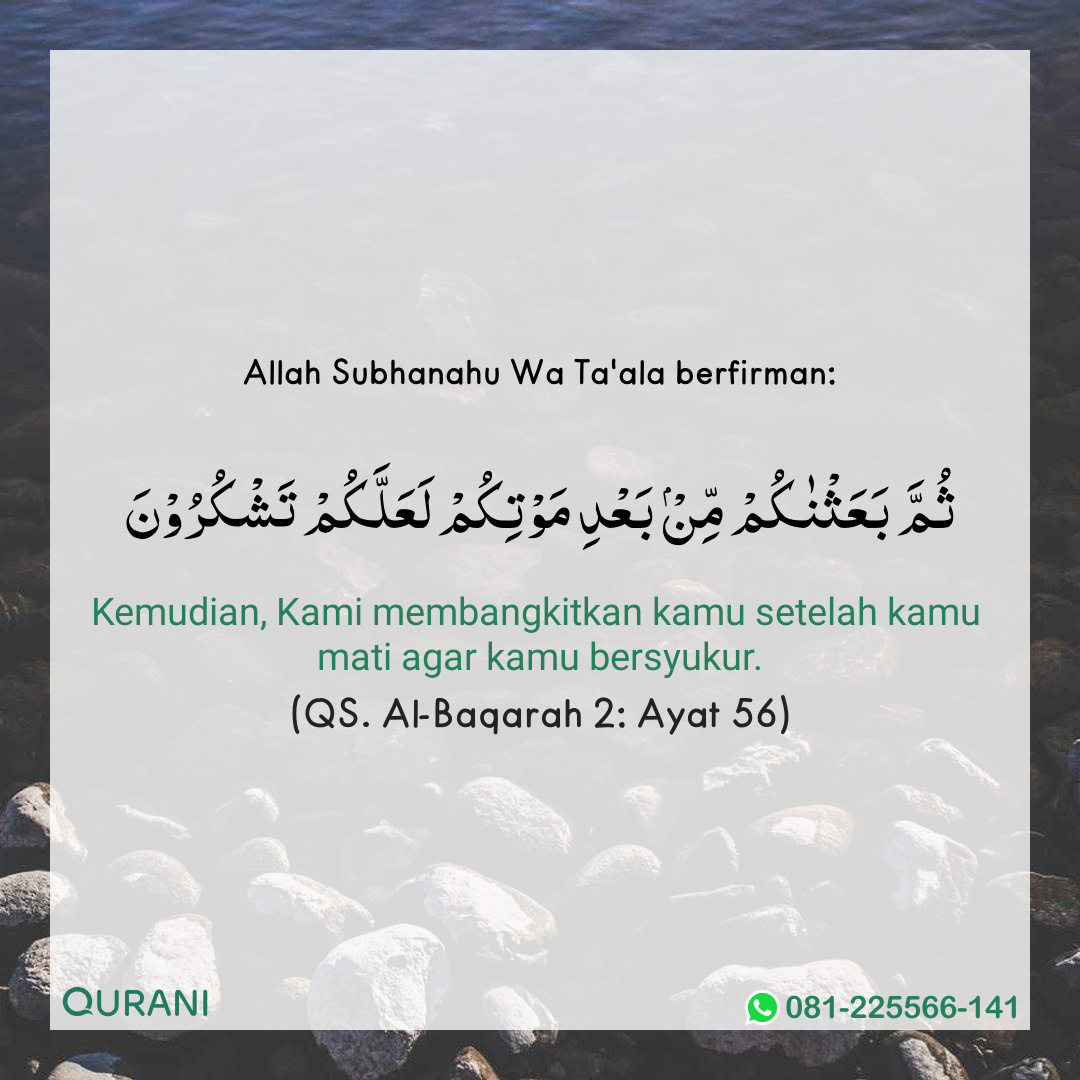 Allah Subhanahu Wa Ta'ala berfirman:
ثُمَّ بَعَثْنٰكُمْ مِّنْۢ بَعْدِ مَوْتِكُمْ لَعَلَّكُمْ تَشْكُرُوْنَ
Kemudian, Kami membangkitkan kamu setelah kamu
mati agar kamu bersyukur.
(QS. Al-Baqarah 2: Ayat 56)
QURANI
081-225566-141